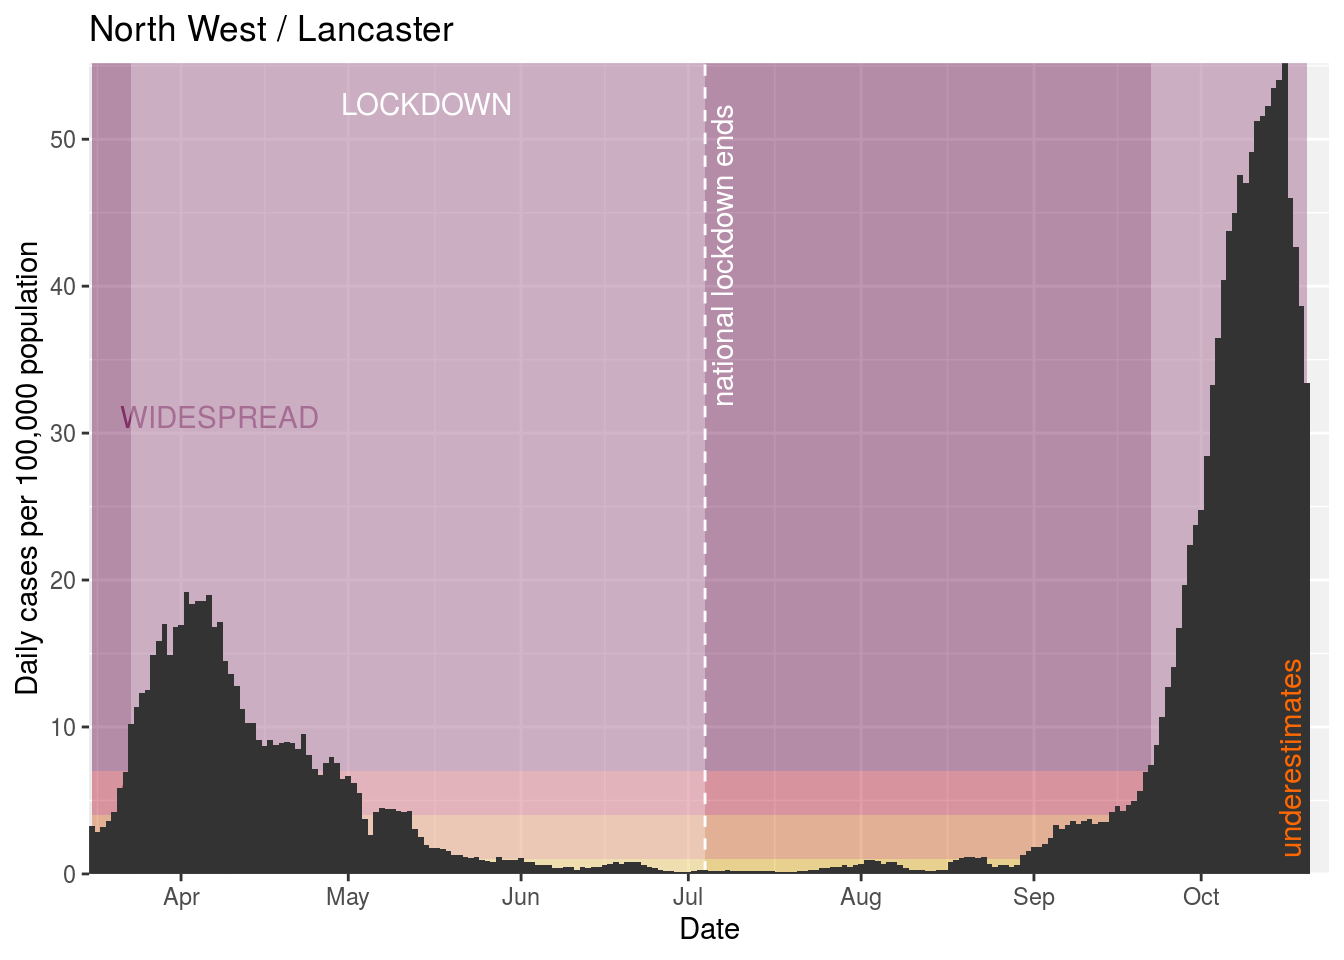 North West / Lancaster
LOCKDOWN
national lockdown ends
WIDESPREAD
underestimates
Daily cases per 100,000 population
50
40
30
20
10
0
Apr May Jun Jul Aug Sep Oct
Date